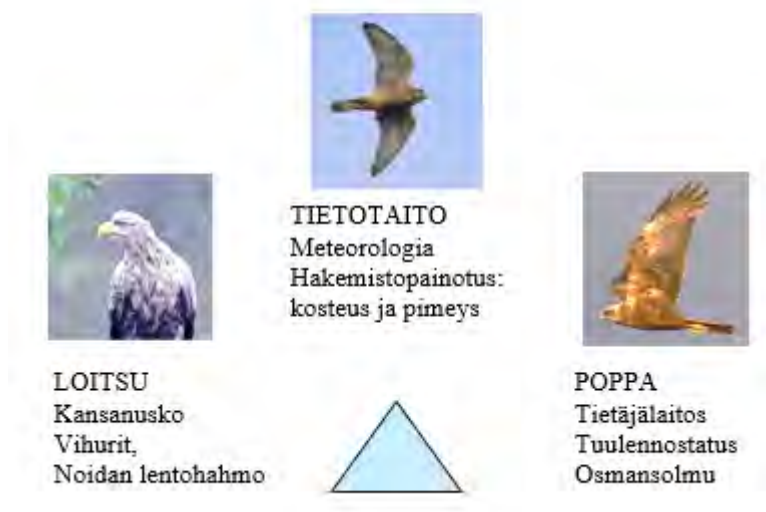 TIETOTAITO
Meteorologia
Hakemistopainotus:
kosteus ja pimeys
LOITSU
Kansanusko
Vihurit,
Noidan lentohahmo
POPPA
Tietäjälaitos
Tuulennostatus
Osmansolmu